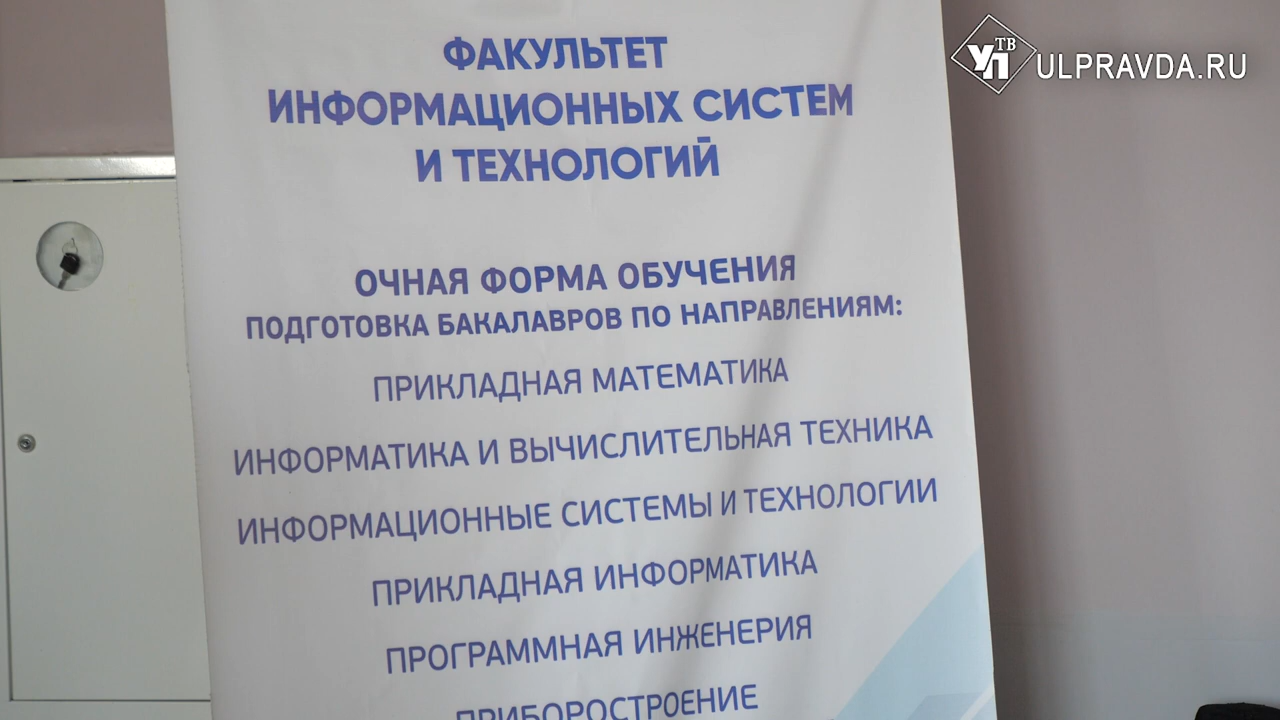 УП ТВ ULPRAVDA.RU
ФАКУЛЬТЕТ
ИНФОРМАЦИОННЫХ СИСТЕМ
И ТЕХНОЛОГИЙ
ОЧНАЯ ФОРМА ОБУЧЕНИЯ
ПОДГОТОВКА БАКАЛАВРОВ ПО НАПРАВЛЕНИЯМ:
ПРИКЛАДНАЯ МАТЕМАТИКА
ИНФОРМАТИКА И ВЫЧИСЛИТЕЛЬНАЯ ТЕХНИКА
ИНФОРМАЦИОННЫЕ СИСТЕМЫ И ТЕХНОЛОГИИ
ПРИКЛАДНАЯ ИНФОРМАТИКА
ПРОГРАММНАЯ ИНЖЕНЕРИЯ
ПРИБОРОСТРОЕНИЕ